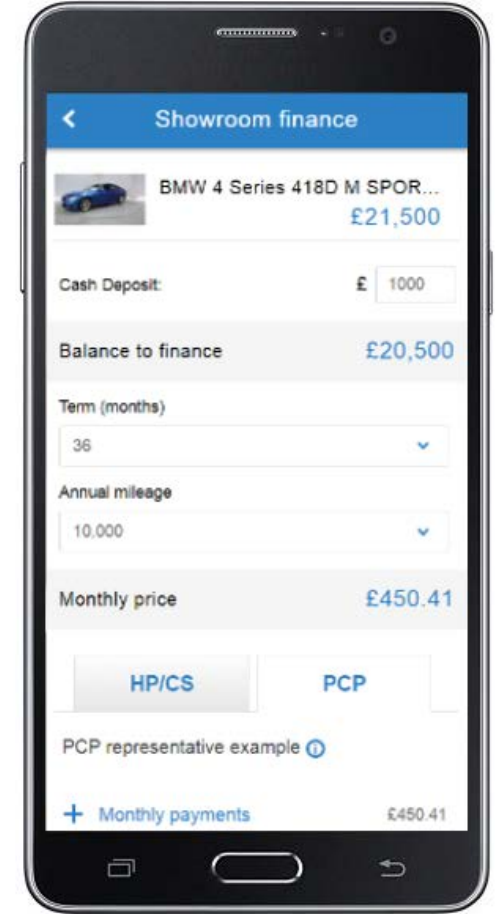 Showroom finance
BMW 4 Series 418D M SPOR...
£21,500
Cash Deposit: £ 1000
Balance to finance £20,500
Term (months)
36
Annual mileage
10,000
Monthly price £450.41
HP/CS PCP
PCP representative example
+ Monthly payments £450.41